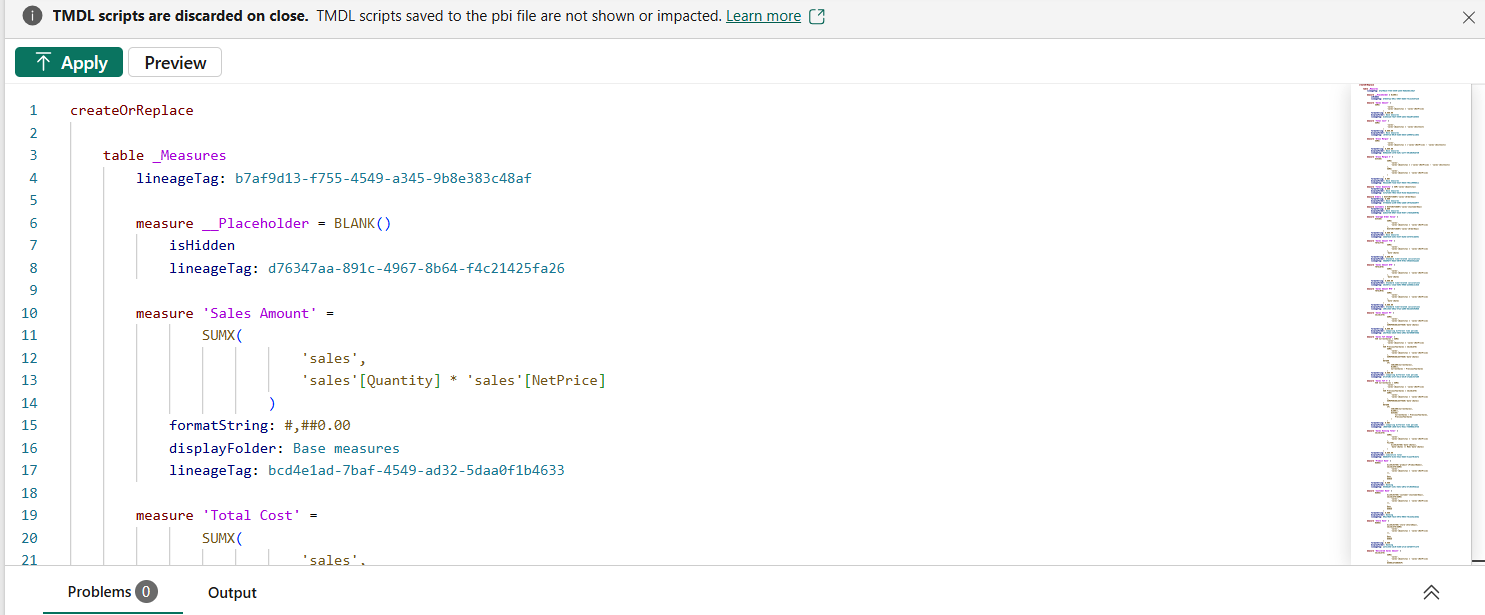 TMDL scripts are discarded on close. TMDL scripts saved to the pbi file are not shown or impacted. Learn more
Apply Preview
1 createOrReplace
2
3 table _Measures
4 lineageTag: b7af9d13-f755-4549-a345-9b8e383c48af
5
6 measure __Placeholder = BLANK()
7 isHidden
8 lineageTag: d76347aa-891c-4967-8b64-f4c21425fa26
9
10 measure 'Sales Amount' =
11 SUMX(
12 'sales',
13 'sales'[Quantity] * 'sales'[NetPrice]
14 )
15 formatString: #,##0.00
16 displayFolder: Base measures
17 lineageTag: bcd4e1ad-7baf-4549-ad32-5daa0f1b4633
18
19 measure 'Total Cost' =
20 SUMX(
21 'sales',
Problems 0 Output